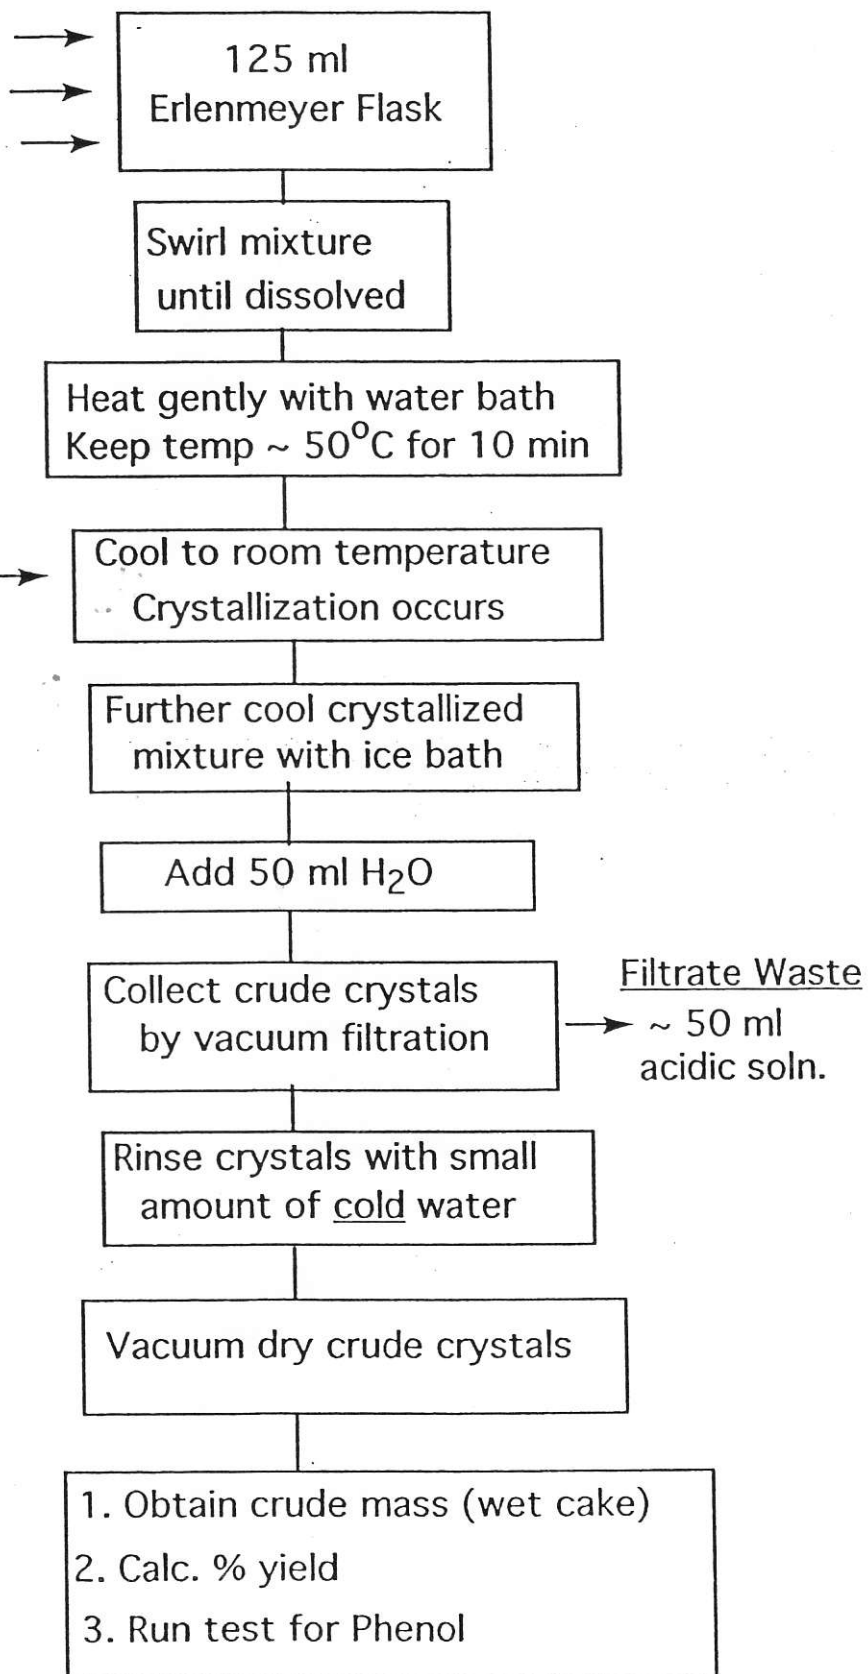 125 ml
Erlenmeyer Flask
Swirl mixture
until dissolved
Heat gently with water bath
Keep temp ~ 50°C for 10 min
Cool to room temperature
Crystallization occurs
Further cool crystallized
mixture with ice bath
Add 50 ml H₂O
Collect crude crystals
by vacuum filtration
Filtrate Waste
~ 50 ml
acidic soln.
Rinse crystals with small
amount of cold water
Vacuum dry crude crystals
1. Obtain crude mass (wet cake)
2. Calc. % yield
3. Run test for Phenol